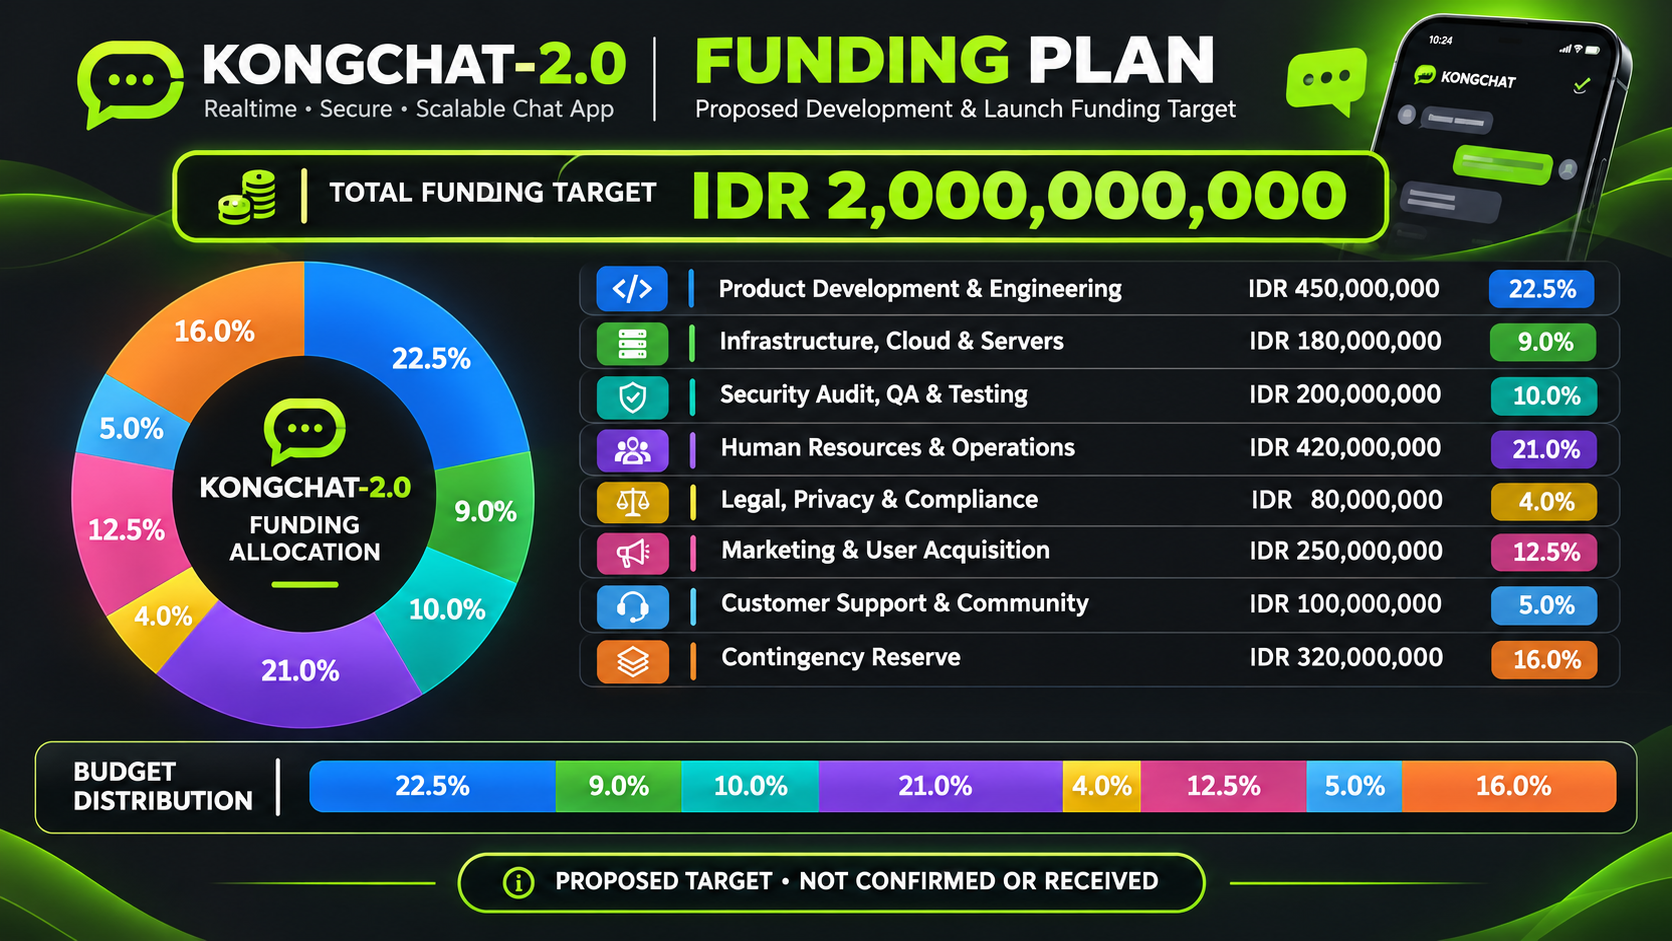 KONGCHAT-2.0
Realtime • Secure • Scalable Chat App
FUNDING PLAN
Proposed Development & Launch Funding Target
10:24
KONGCHAT
TOTAL FUNDING TARGET
IDR 2,000,000,000
22.5%
9.0%
10.0%
21.0%
4.0%
12.5%
5.0%
16.0%
KONGCHAT-2.0
FUNDING
ALLOCATION
Product Development & Engineering IDR 450,000,000 22.5%
Infrastructure, Cloud & Servers IDR 180,000,000 9.0%
Security Audit, QA & Testing IDR 200,000,000 10.0%
Human Resources & Operations IDR 420,000,000 21.0%
Legal, Privacy & Compliance IDR 80,000,000 4.0%
Marketing & User Acquisition IDR 250,000,000 12.5%
Customer Support & Community IDR 100,000,000 5.0%
Contingency Reserve IDR 320,000,000 16.0%
BUDGET
DISTRIBUTION
22.5% 9.0% 10.0% 21.0% 4.0% 12.5% 5.0% 16.0%
PROPOSED TARGET • NOT CONFIRMED OR RECEIVED